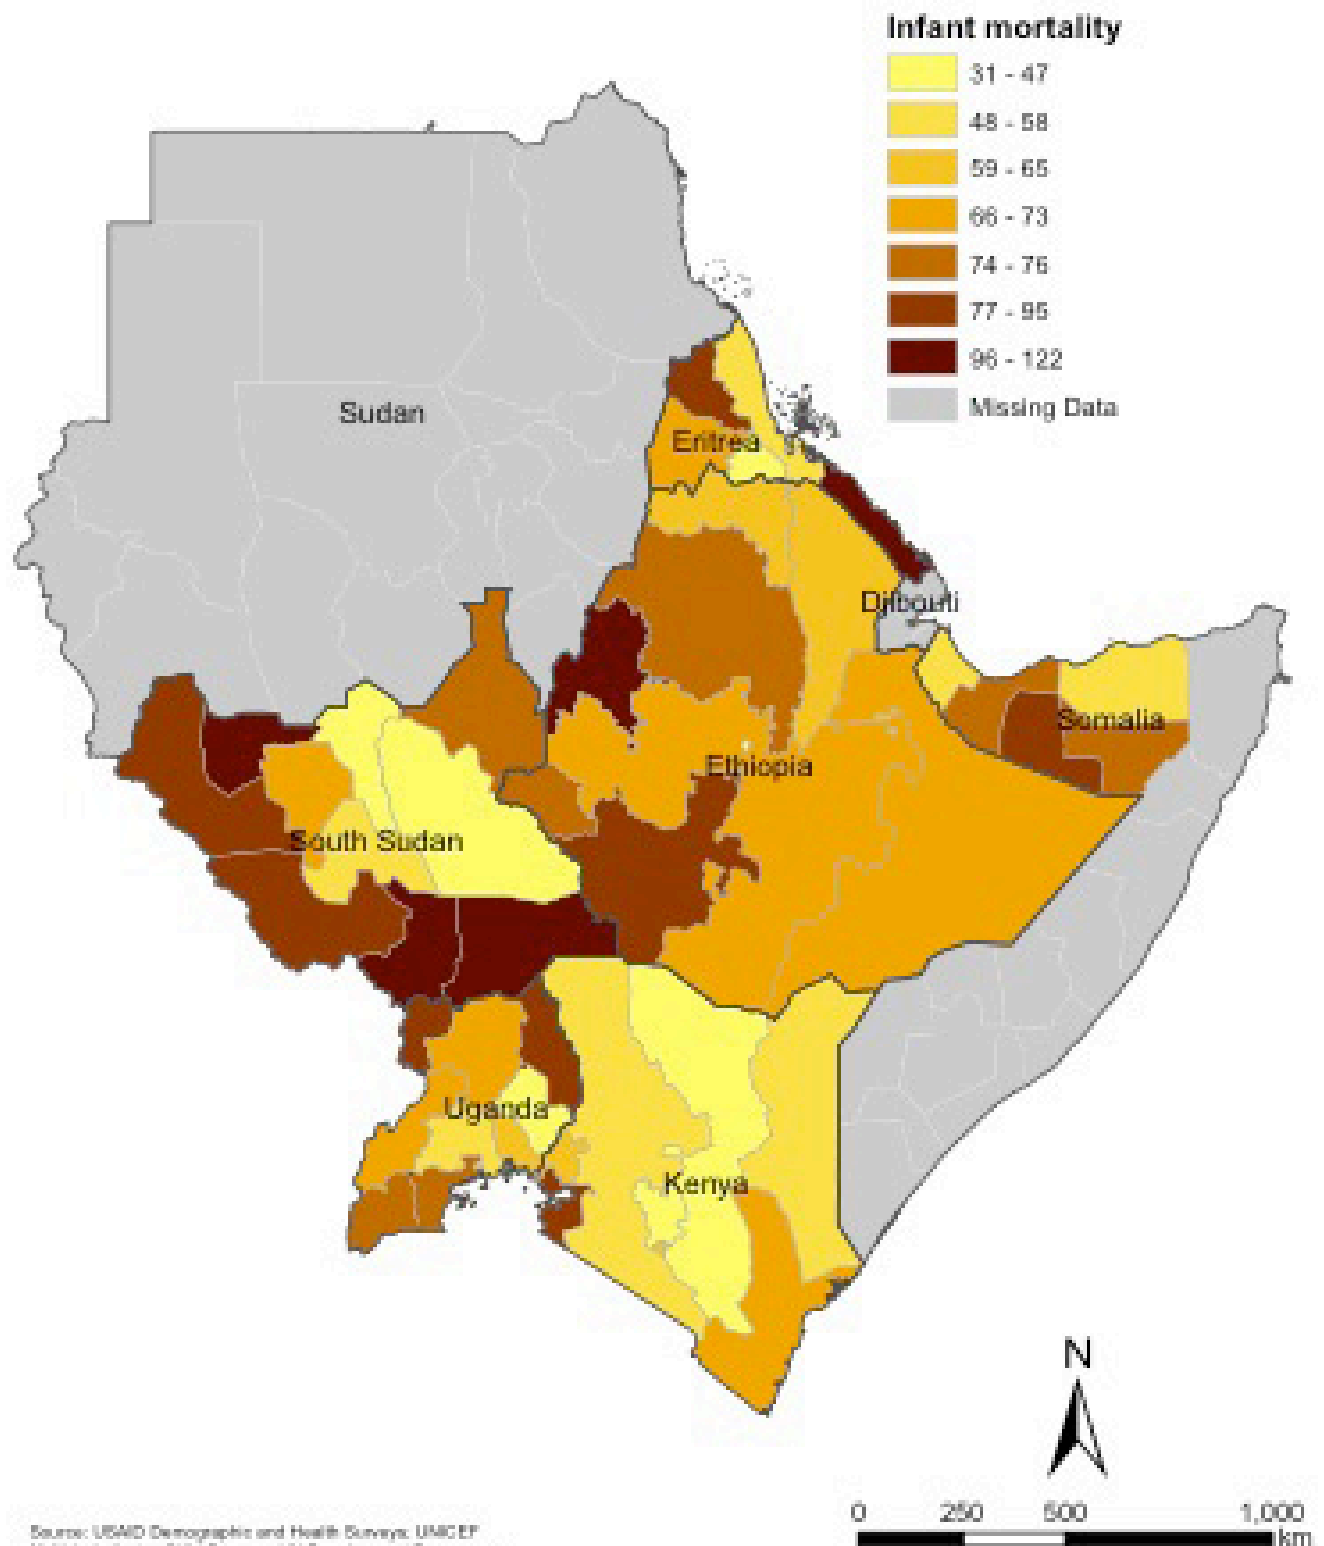 Infant mortality
31 - 47
48 - 58
59 - 65
66 - 73
74 - 76
77 - 95
96 - 122
Missing Data
Sudan
Eritrea
Djibouti
Somalia
Ethiopia
South Sudan
Uganda
Kenya
N
0 250 500 1,000
km
Source: USAID Demographic and Health Surveys; UNICEF